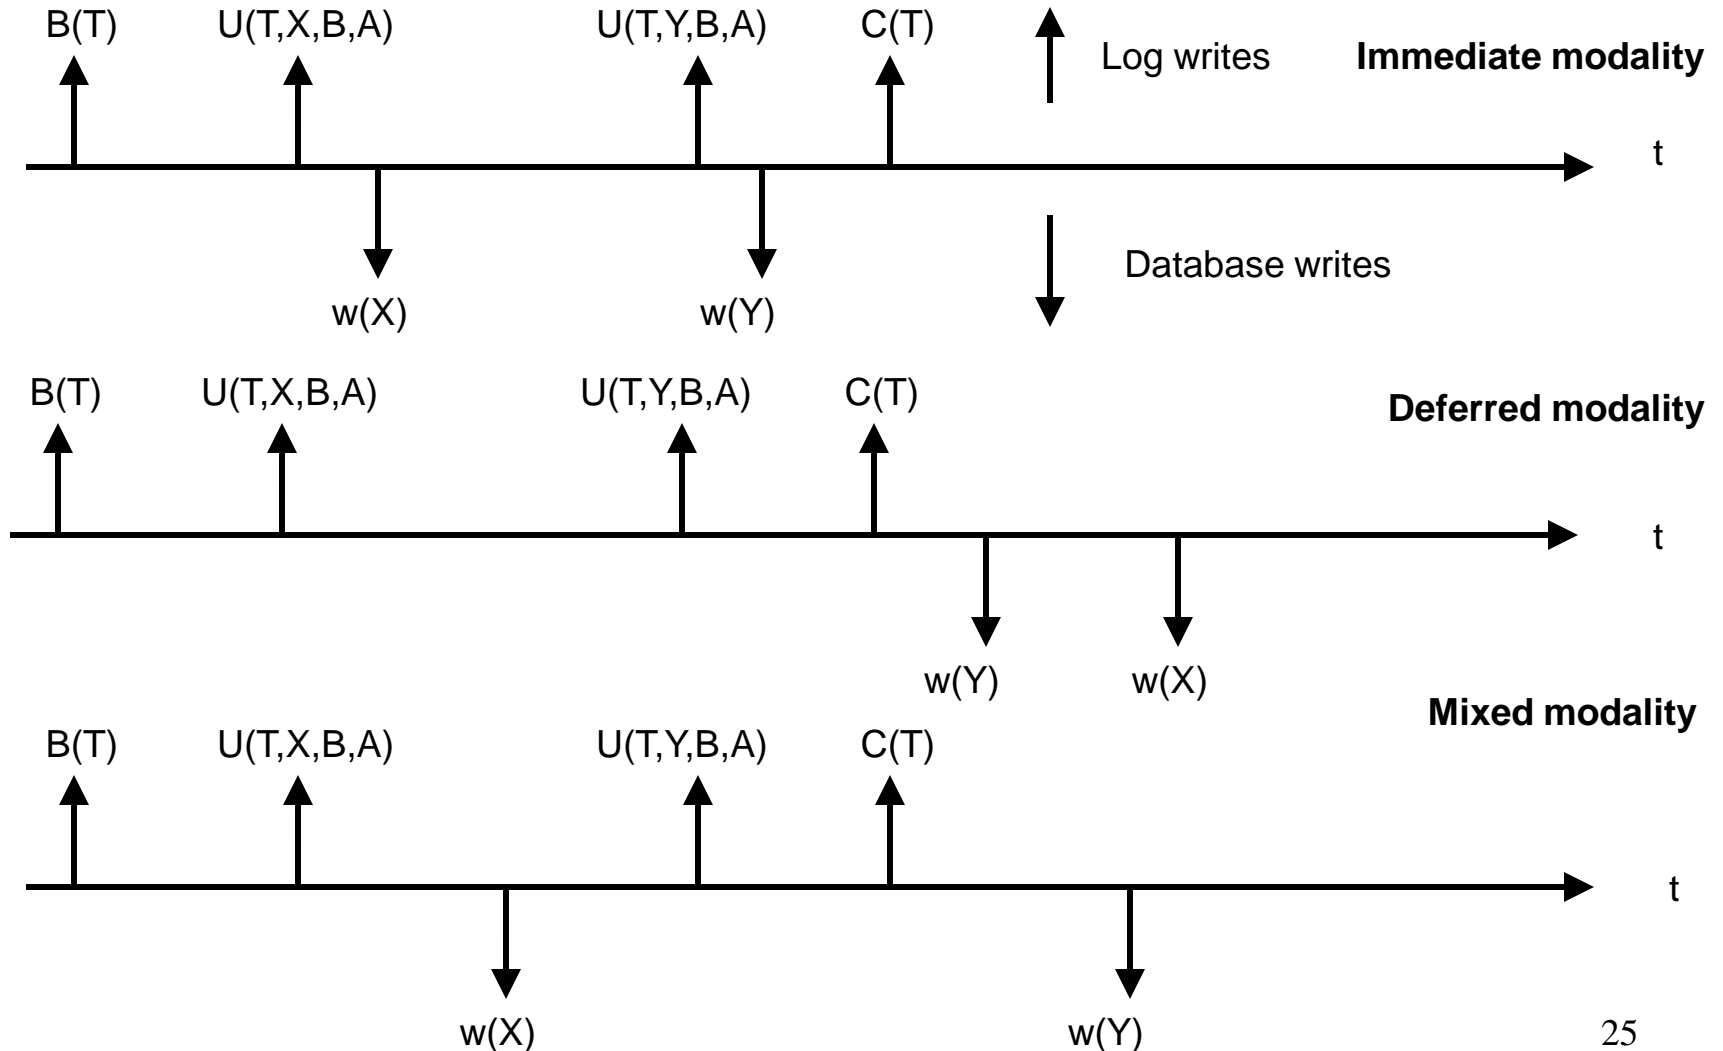 B(T) U(T,X,B,A) U(T,Y,B,A) C(T)
Log writes Immediate modality
t
Database writes
w(X) w(Y)
B(T) U(T,X,B,A) U(T,Y,B,A) C(T)
Deferred modality
t
w(Y) w(X)
Mixed modality
B(T) U(T,X,B,A) U(T,Y,B,A) C(T)
t
w(X) w(Y)
25